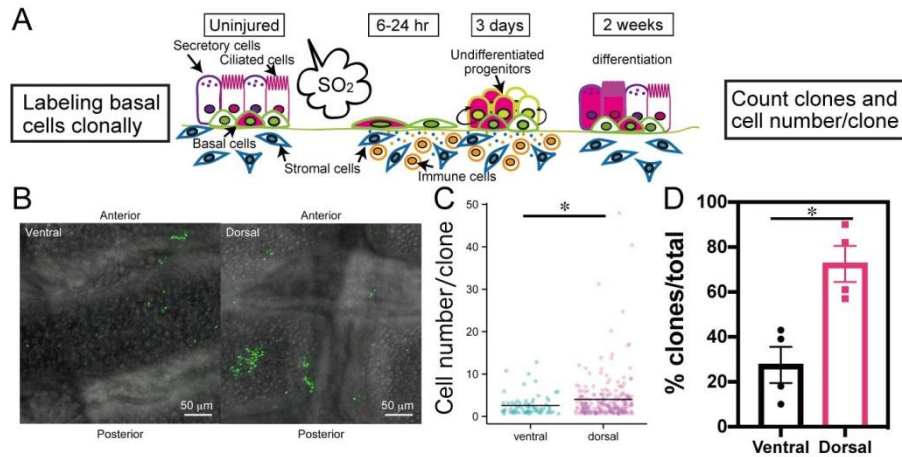 A
Uninjured
6-24 hr
3 days
2 weeks
Secretory cells
Ciliated cells
SO2
Undifferentiated
progenitors
differentiation
Labeling basal
cells clonally
Count clones and
cell number/clone
Basal cells
Stromal cells
Immune cells
B
Anterior
Anterior
Ventral
Dorsal
50 µm
50 µm
Posterior
Posterior
C
Cell number/clone
50
40
30
20
10
0
*
ventral
dorsal
D
% clones/total
100
80
60
40
20
0
*
Ventral
Dorsal